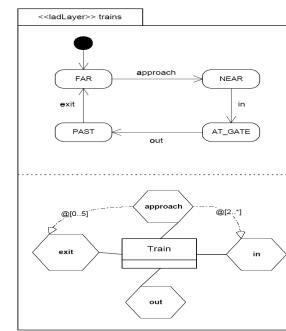 <<ladLayer>> trains
FAR
approach
NEAR
exit
in
PAST
out
AT_GATE
approach
@[0..5]
@[2..*]
exit
Train
in
out